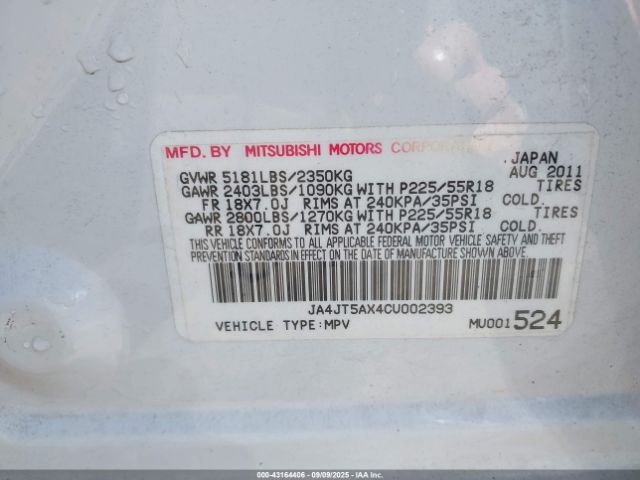 MFD. BY MITSUBISHI MOTORS CORPORATION JAPAN
GVWR 5181LBS/2350KG AUG 2011
GAWR 2403LBS/1090KG WITH P225/55R18 TIRES
FR 18X7.0J RIMS AT 240KPA/35PSI COLD.
GAWR 2800LBS/1270KG WITH P225/55R18 TIRES
RR 18X7.0J RIMS AT 240KPA/35PSI COLD.
THIS VEHICLE CONFORMS TO ALL APPLICABLE FEDERAL MOTOR VEHICLE SAFETY AND THEFT
PREVENTION STANDARDS IN EFFECT ON THE DATE OF MANUFACTURE SHOWN ABOVE.
JA4JT5AX4CU002393
VEHICLE TYPE:MPV MU001524
000-43164406 - 09/09/2025 - IAAI.com